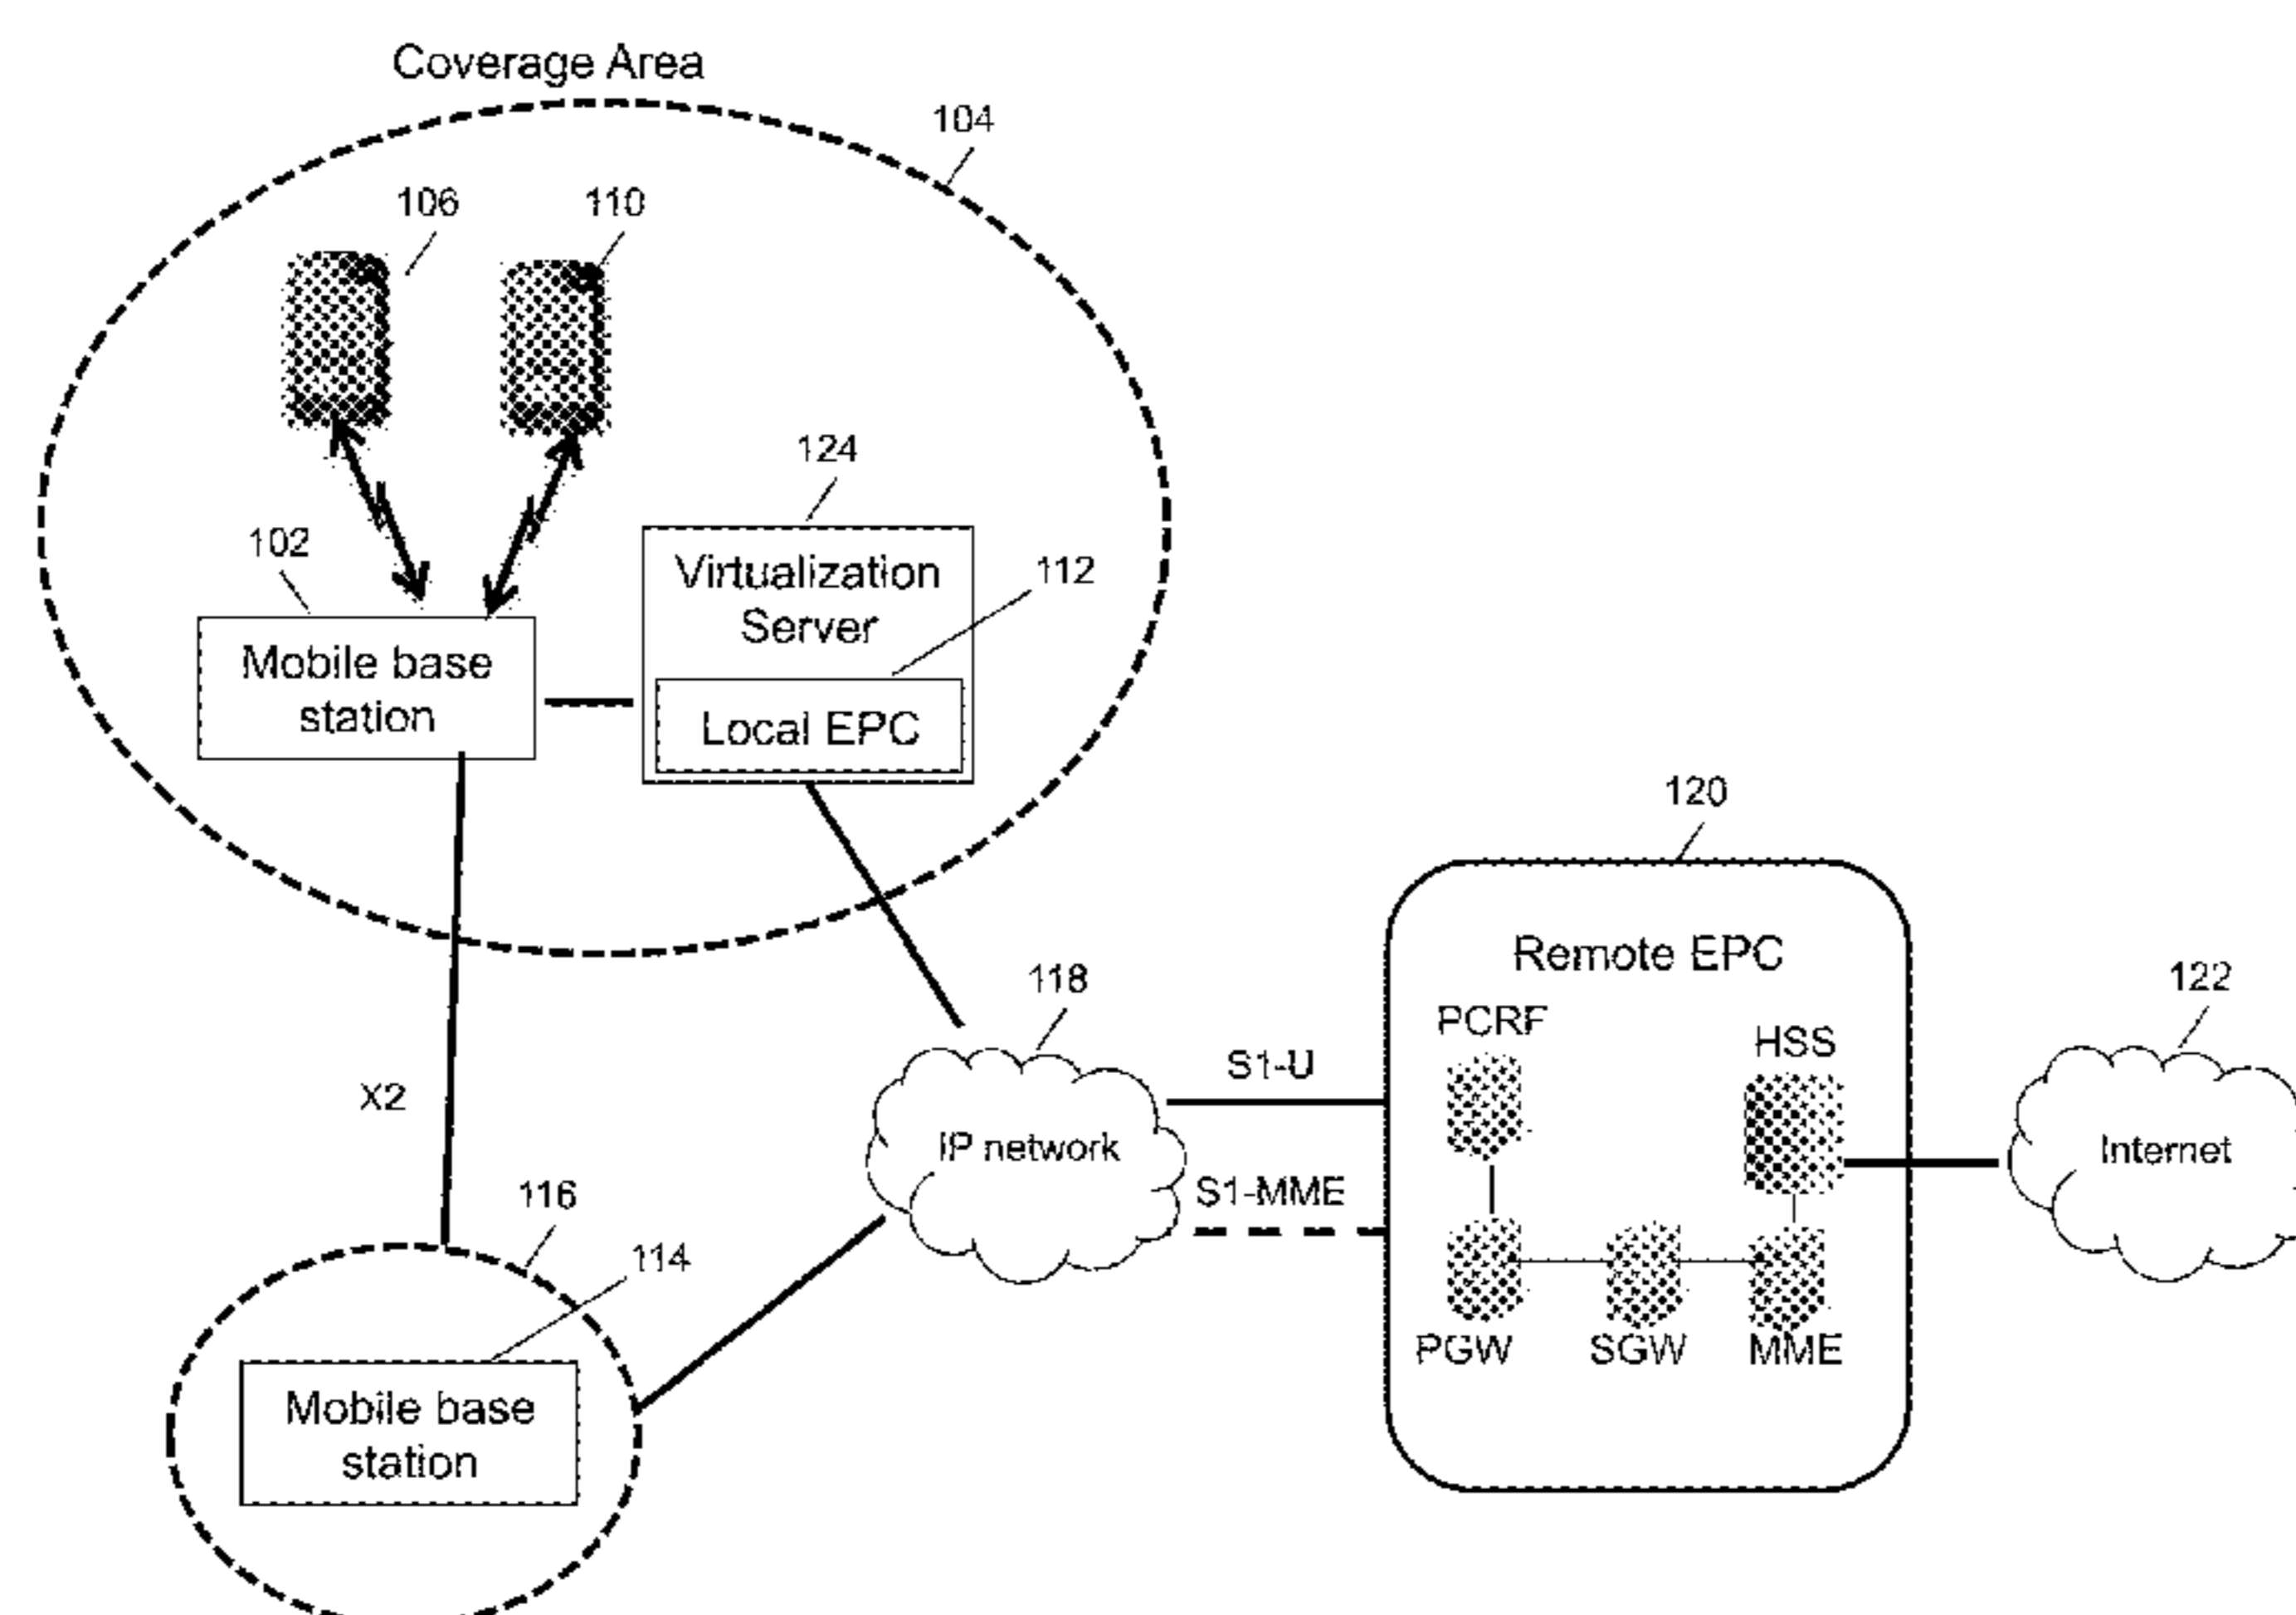 Coverage Area
104
106
110
124
102
Virtualization
Server
112
Mobile base
station
Local EPC
120
Remote EPC
118
122
PCRF
HSS
S1-U
X2
IP network
Internet
S1-MME
116
114
PGW
SGW
MME
Mobile base
station